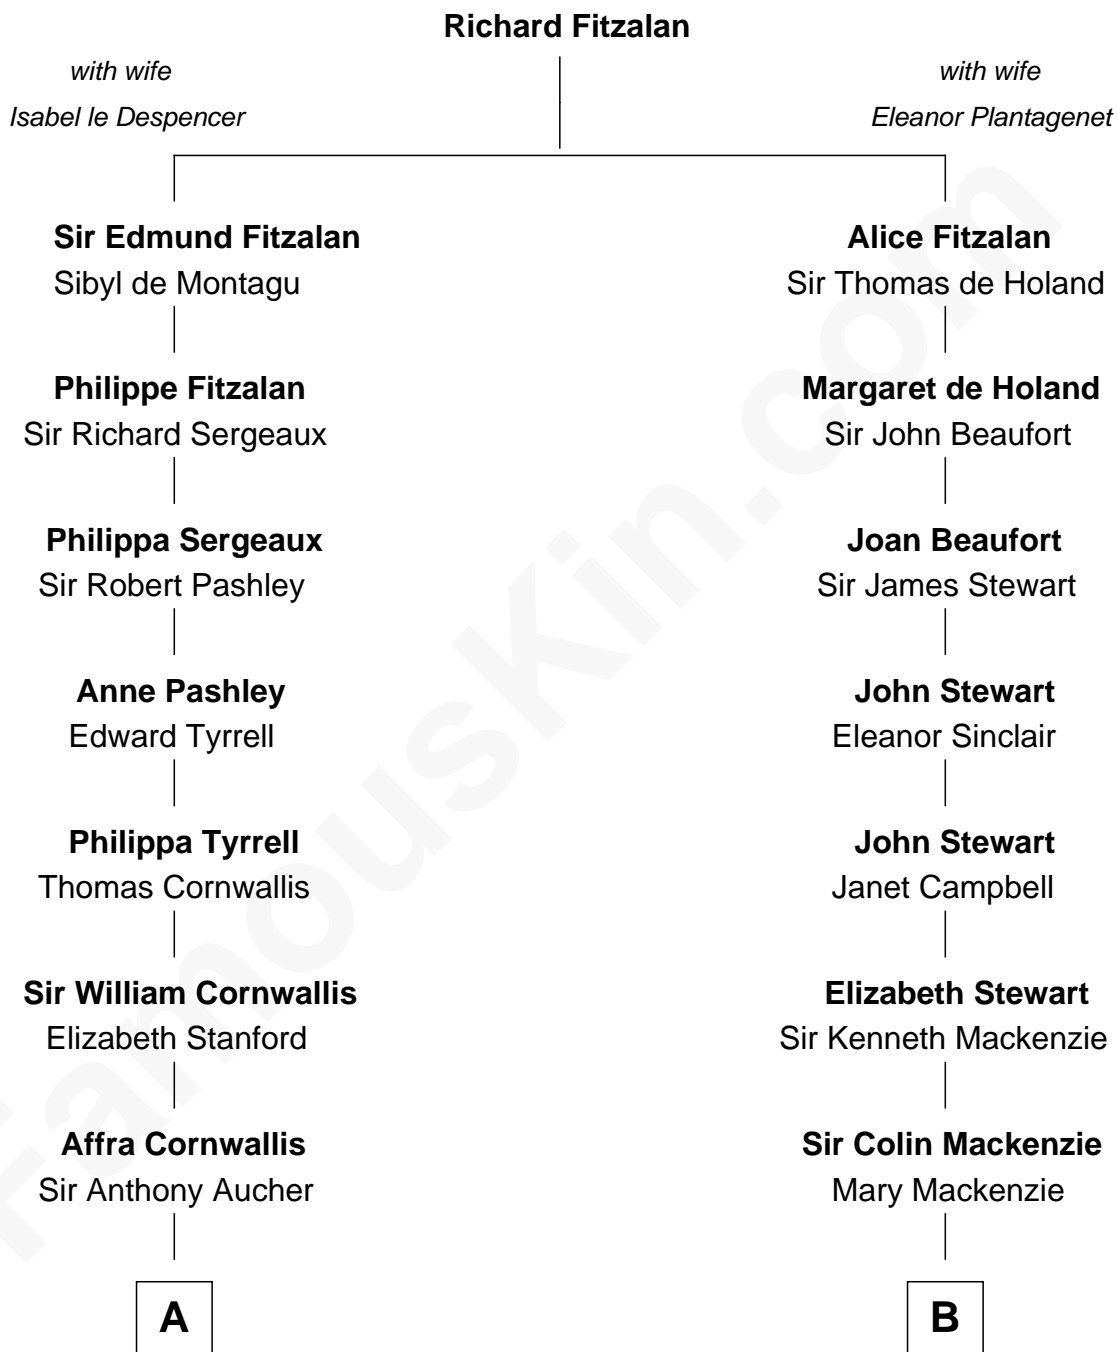 Richard Fitzalan
with wife
Isabel le Despencer
with wife
Eleanor Plantagenet
Sir Edmund Fitzalan
Sibyl de Montagu
Philippe Fitzalan
Sir Richard Sergeaux
Philippa Sergeaux
Sir Robert Pashley
Anne Pashley
Edward Tyrrell
Philippa Tyrrell
Thomas Cornwallis
Sir William Cornwallis
Elizabeth Stanford
Affra Cornwallis
Sir Anthony Aucher
A
Alice Fitzalan
Sir Thomas de Holand
Margaret de Holand
Sir John Beaufort
Joan Beaufort
Sir James Stewart
John Stewart
Eleanor Sinclair
John Stewart
Janet Campbell
Elizabeth Stewart
Sir Kenneth Mackenzie
Sir Colin Mackenzie
Mary Mackenzie
B
FamousKin.com